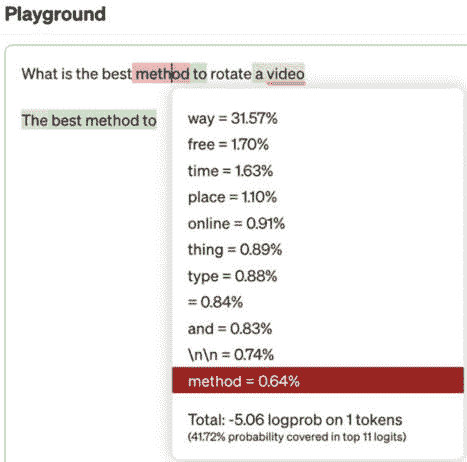 Playground
What is the best method to rotate a video
The best method to
way = 31.57%
free = 1.70%
time = 1.63%
place = 1.10%
online = 0.91%
thing = 0.89%
type = 0.88%
= 0.84%
and = 0.83%
\n\n = 0.74%
method = 0.64%
Total: -5.06 logprob on 1 tokens
(41.72% probability covered in top 11 logits)